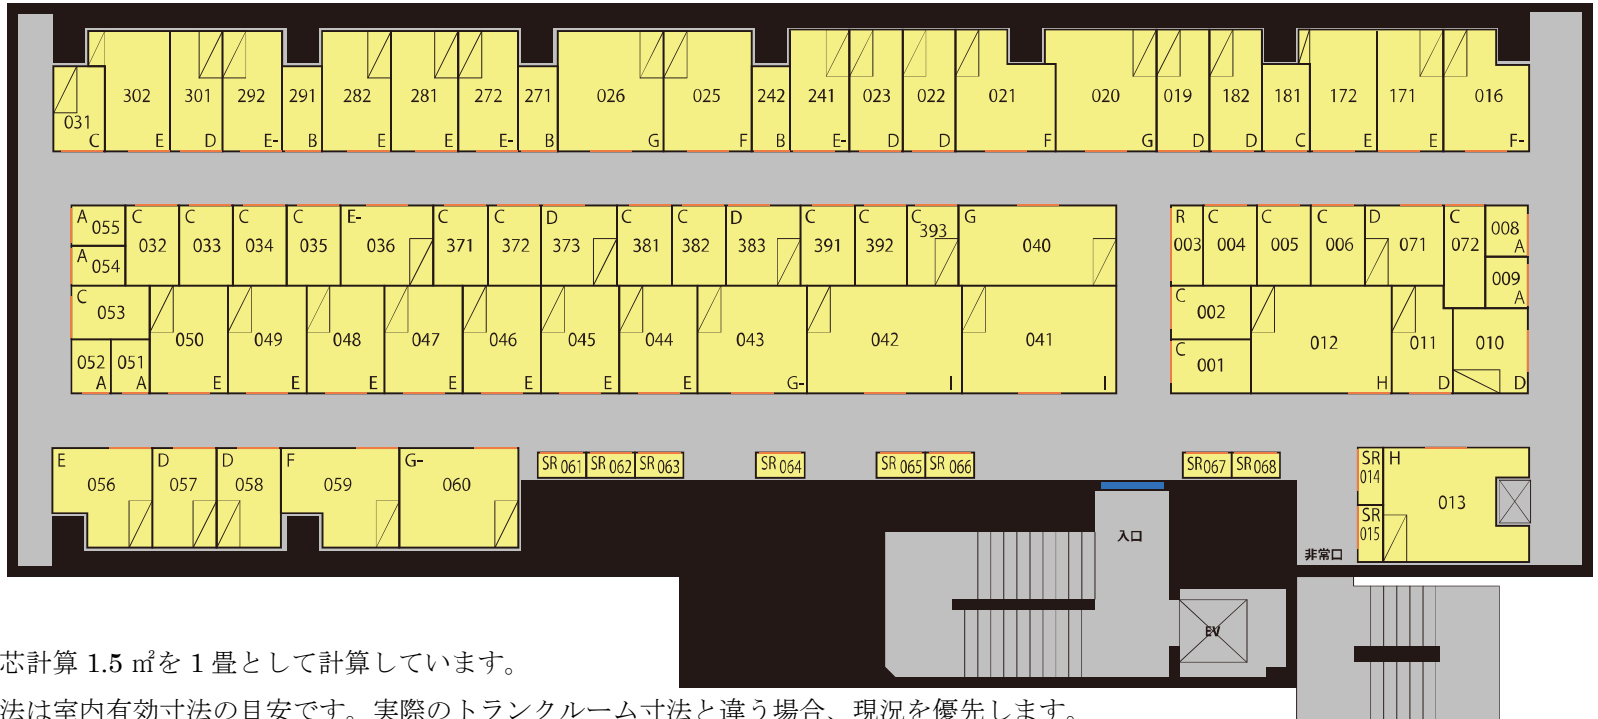 031 C 302 E 301 D 292 E- 291 B 282 E 281 E 272 E- 271 B 026 G 025 F 242 B 241 E- 023 D 022 D 021 F 020 G 019 D 182 D 181 C 172 E 171 E 016 F-
A 055 C 032 C 033 C 034 C 035 E- 036 C 371 C 372 D 373 C 381 C 382 D 383 C 391 C 392 C 393 G 040 R 003 C 004 C 005 C 006 D 071 C 072 008 A
A 054 009 A
C 053 050 E 049 E 048 E 047 E 046 E 045 E 044 E 043 G- 042 I 041 I C 002 012 H 011 D 010 D
052 A 051 A C 001
E 056 D 057 D 058 F 059 G- 060 SR 061 SR 062 SR 063 SR 064 SR 065 SR 066 SR 067 SR 068 SR 014 H 013
SR 015
入口
非常口
EV
芯計算 1.5 ㎡を 1 畳として計算しています。
法は室内有効寸法の目安です。実際のトランクルーム寸法と違う場合、現況を優先します。